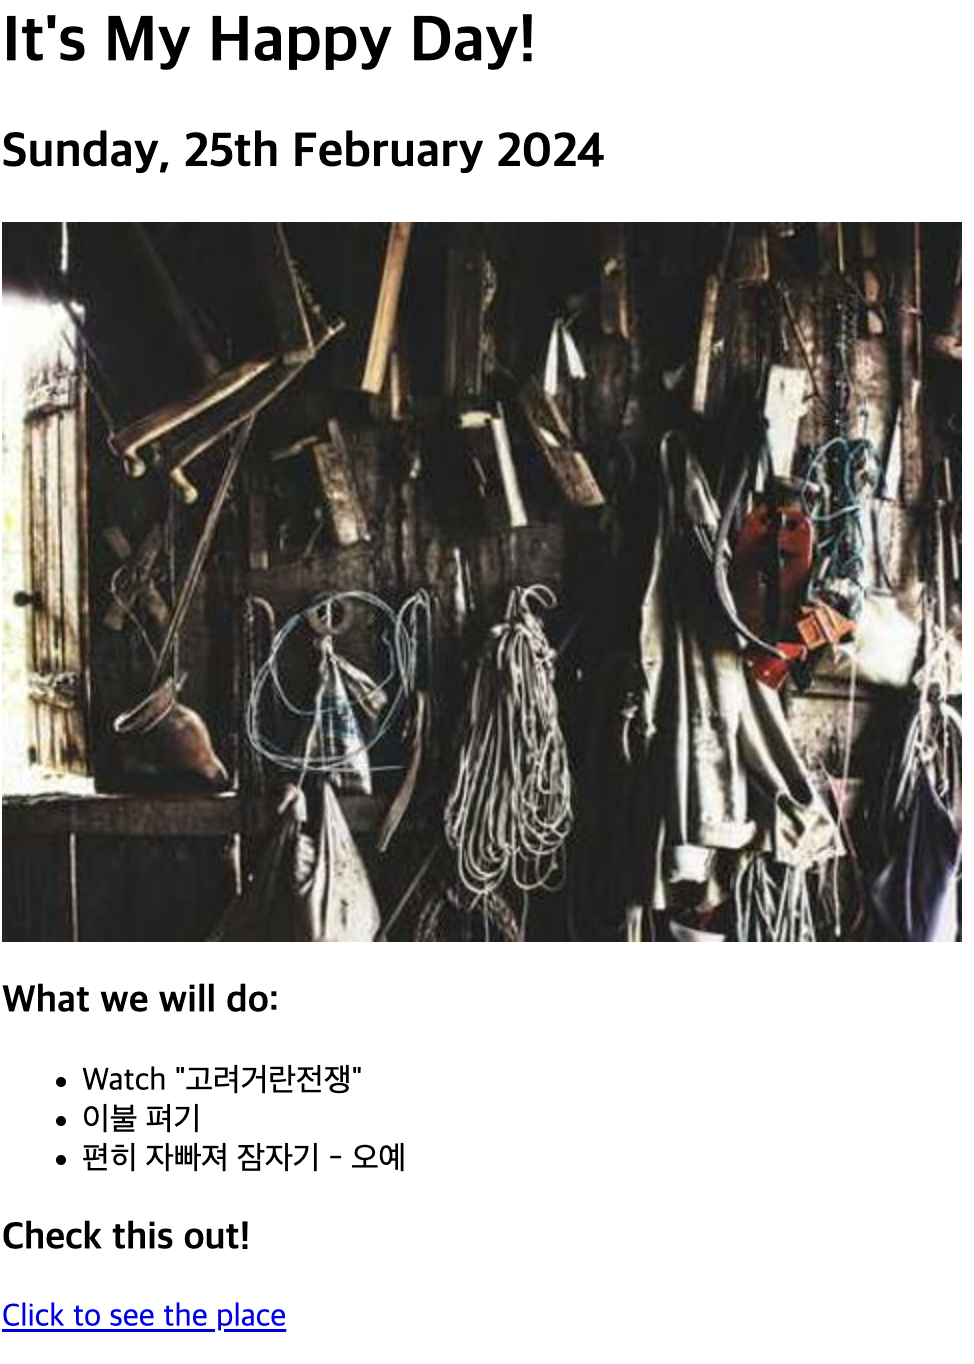 It's My Happy Day!
Sunday, 25th February 2024
What we will do:
Watch "고려거란전쟁"
이불 펴기
편히 자빠져 잠자기 - 오예
Check this out!
Click to see the place